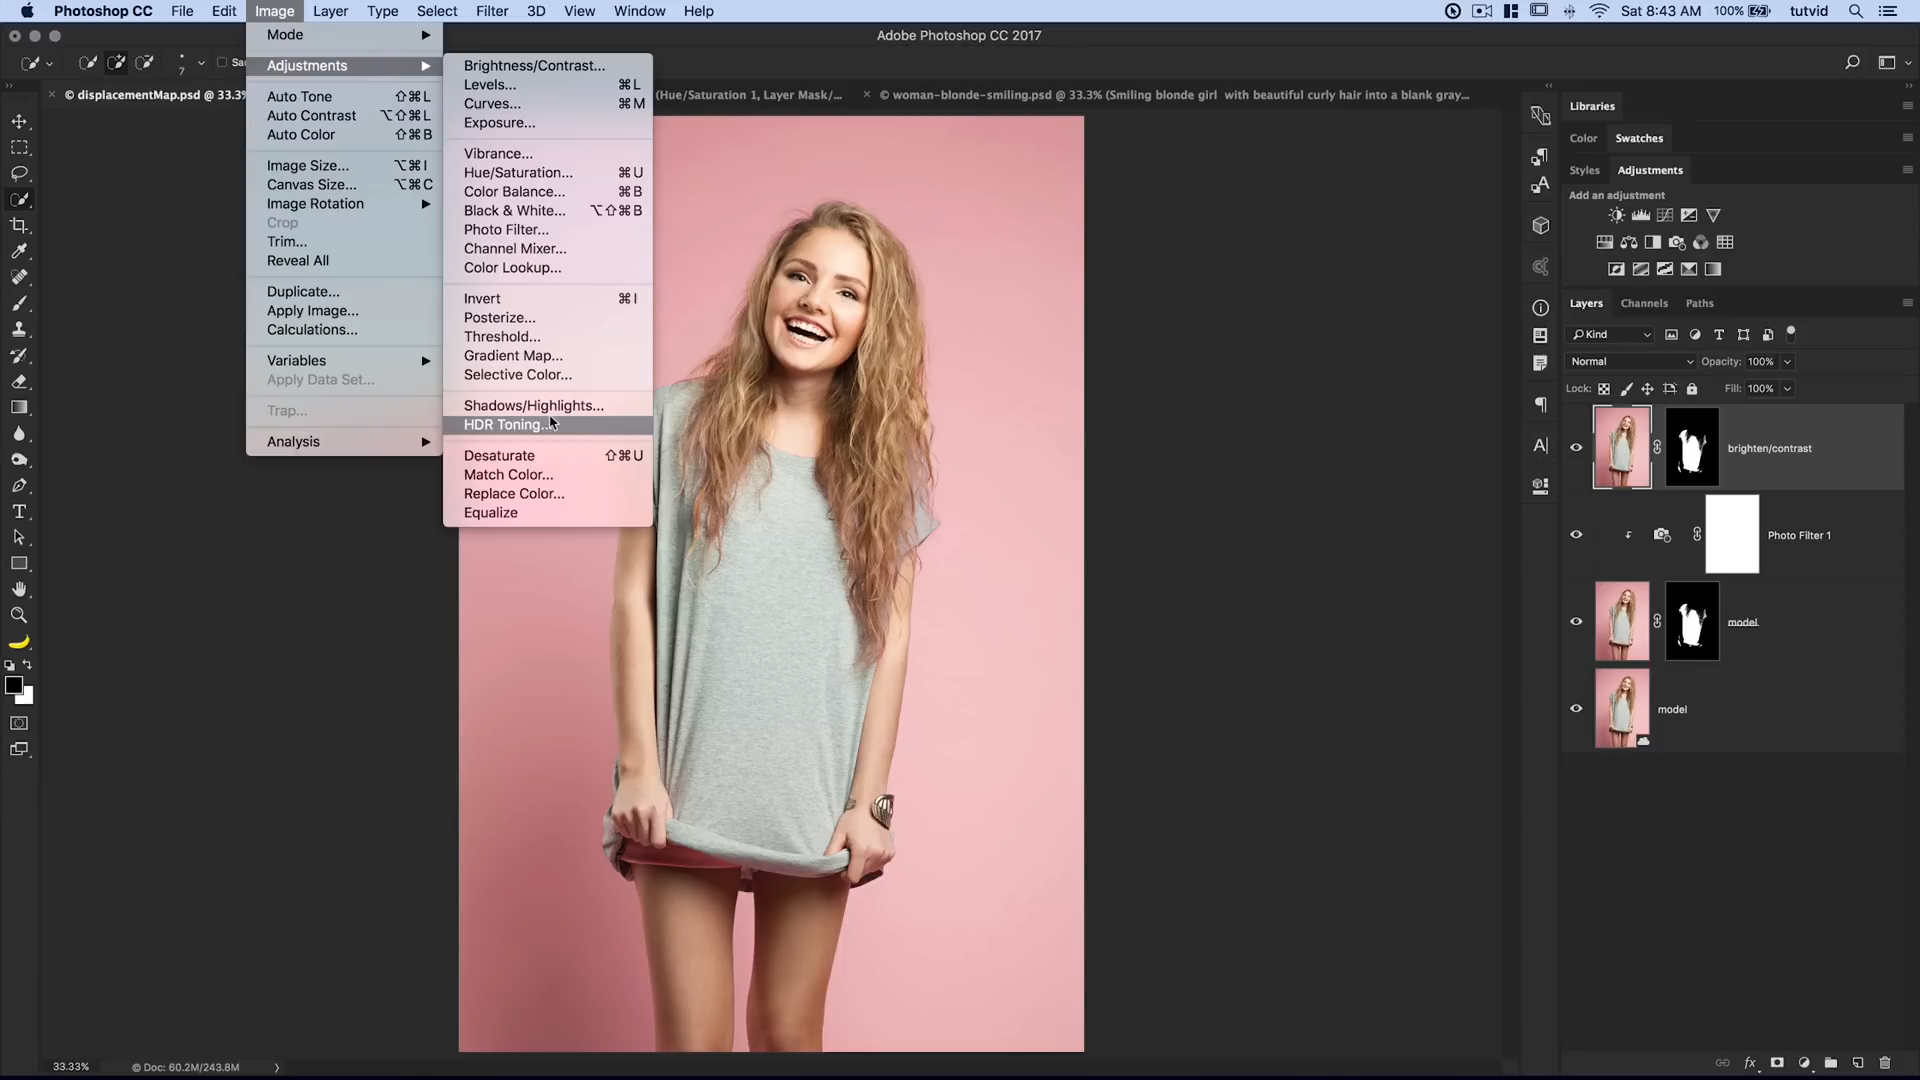 Photoshop CC File Edit Image Layer Type Select Filter 3D View Window Help
Sat 8:43 AM 100% tutvid
Adobe Photoshop CC 2017
7
© displacementMap.psd @ 33.3%
(Hue/Saturation 1, Layer Mask/...
© woman-blonde-smiling.psd @ 33.3% (Smiling blonde girl with beautiful curly hair into a blank gray...
Mode
Adjustments
Auto Tone ⇧⌘L
Auto Contrast ⌥⇧⌘L
Auto Color ⇧⌘B
Image Size... ⌥⌘I
Canvas Size... ⌥⌘C
Image Rotation
Crop
Trim...
Reveal All
Duplicate...
Apply Image...
Calculations...
Variables
Apply Data Set...
Trap...
Analysis
Brightness/Contrast...
Levels... ⌘L
Curves... ⌘M
Exposure...
Vibrance...
Hue/Saturation... ⌘U
Color Balance... ⌘B
Black & White... ⌥⇧⌘B
Photo Filter...
Channel Mixer...
Color Lookup...
Invert ⌘I
Posterize...
Threshold...
Gradient Map...
Selective Color...
Shadows/Highlights...
HDR Toning...
Desaturate ⇧⌘U
Match Color...
Replace Color...
Equalize
Libraries
Color Swatches
Styles Adjustments
Add an adjustment
Layers Channels Paths
Kind
Normal Opacity: 100%
Lock: Fill: 100%
brighten/contrast
Photo Filter 1
model
model
33.33% © Doc: 60.2M/243.8M